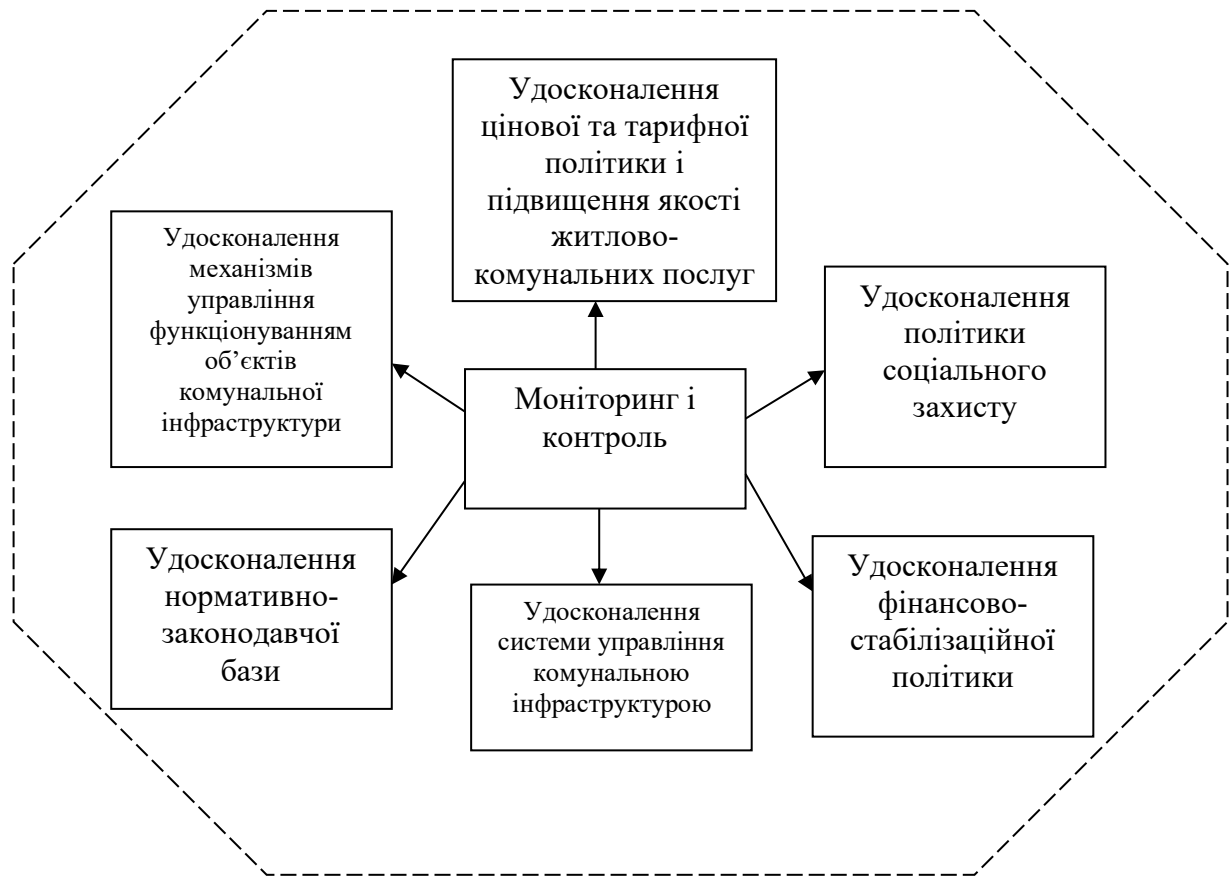 Удосконалення
цінової та тарифної
політики і
підвищення якості
житлово-
комунальних послуг
Удосконалення
механізмів
управління
функціонуванням
об’єктів
комунальної
інфраструктури
Удосконалення
політики
соціального
захисту
Моніторинг і
контроль
Удосконалення
нормативно-
законодавчої
бази
Удосконалення
системи управління
комунальною
інфраструктурою
Удосконалення
фінансово-
стабілізаційної
політики